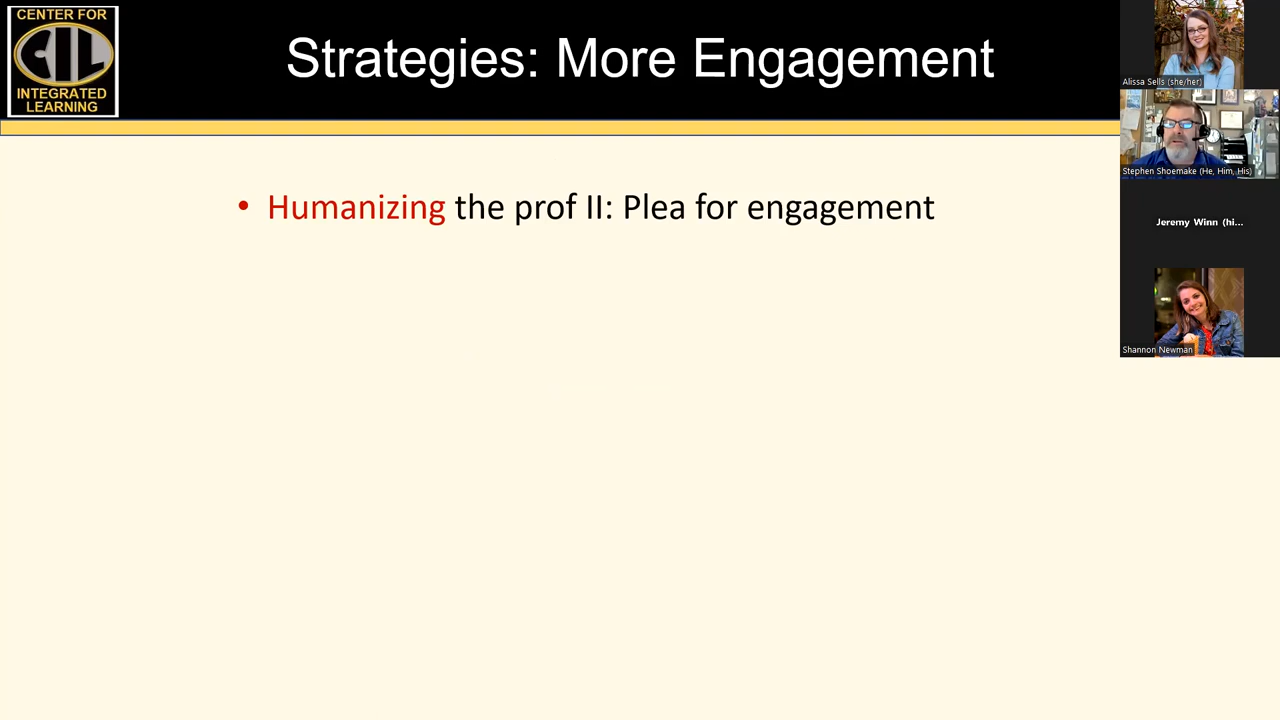 CENTER FOR
CIL
INTEGRATED
LEARNING
Strategies: More Engagement
• Humanizing the prof II: Plea for engagement
Alissa Sells (she/her)
Stephen Shoemake (He, Him, His)
Jeremy Winn (hi...
Shannon Newman